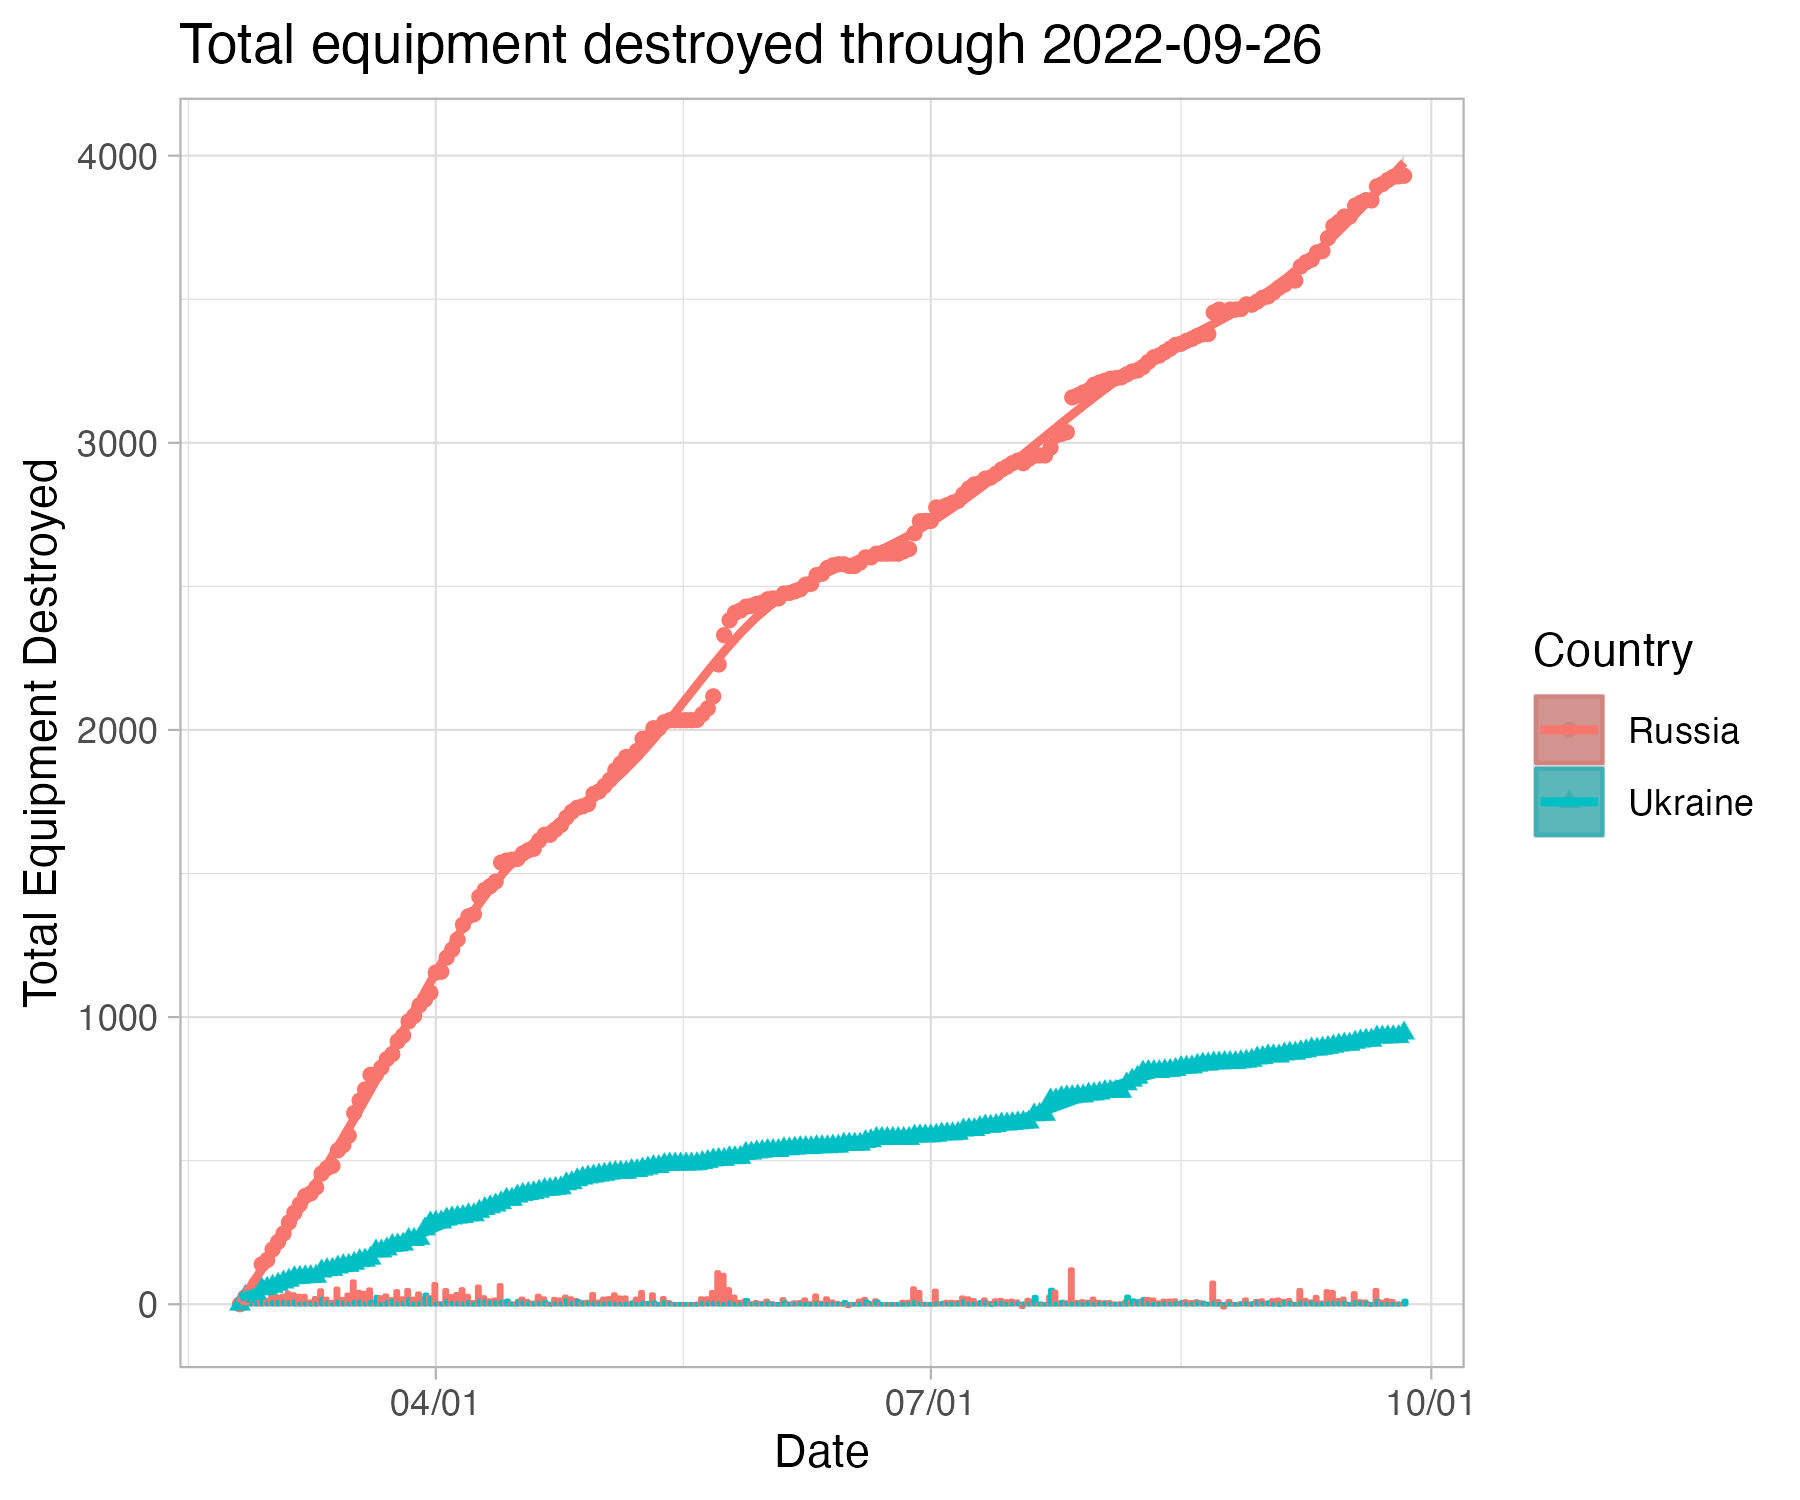 Total equipment destroyed through 2022-09-26
Total Equipment Destroyed
4000
3000
2000
1000
0
04/01
07/01
10/01
Date
Country
Russia
Ukraine